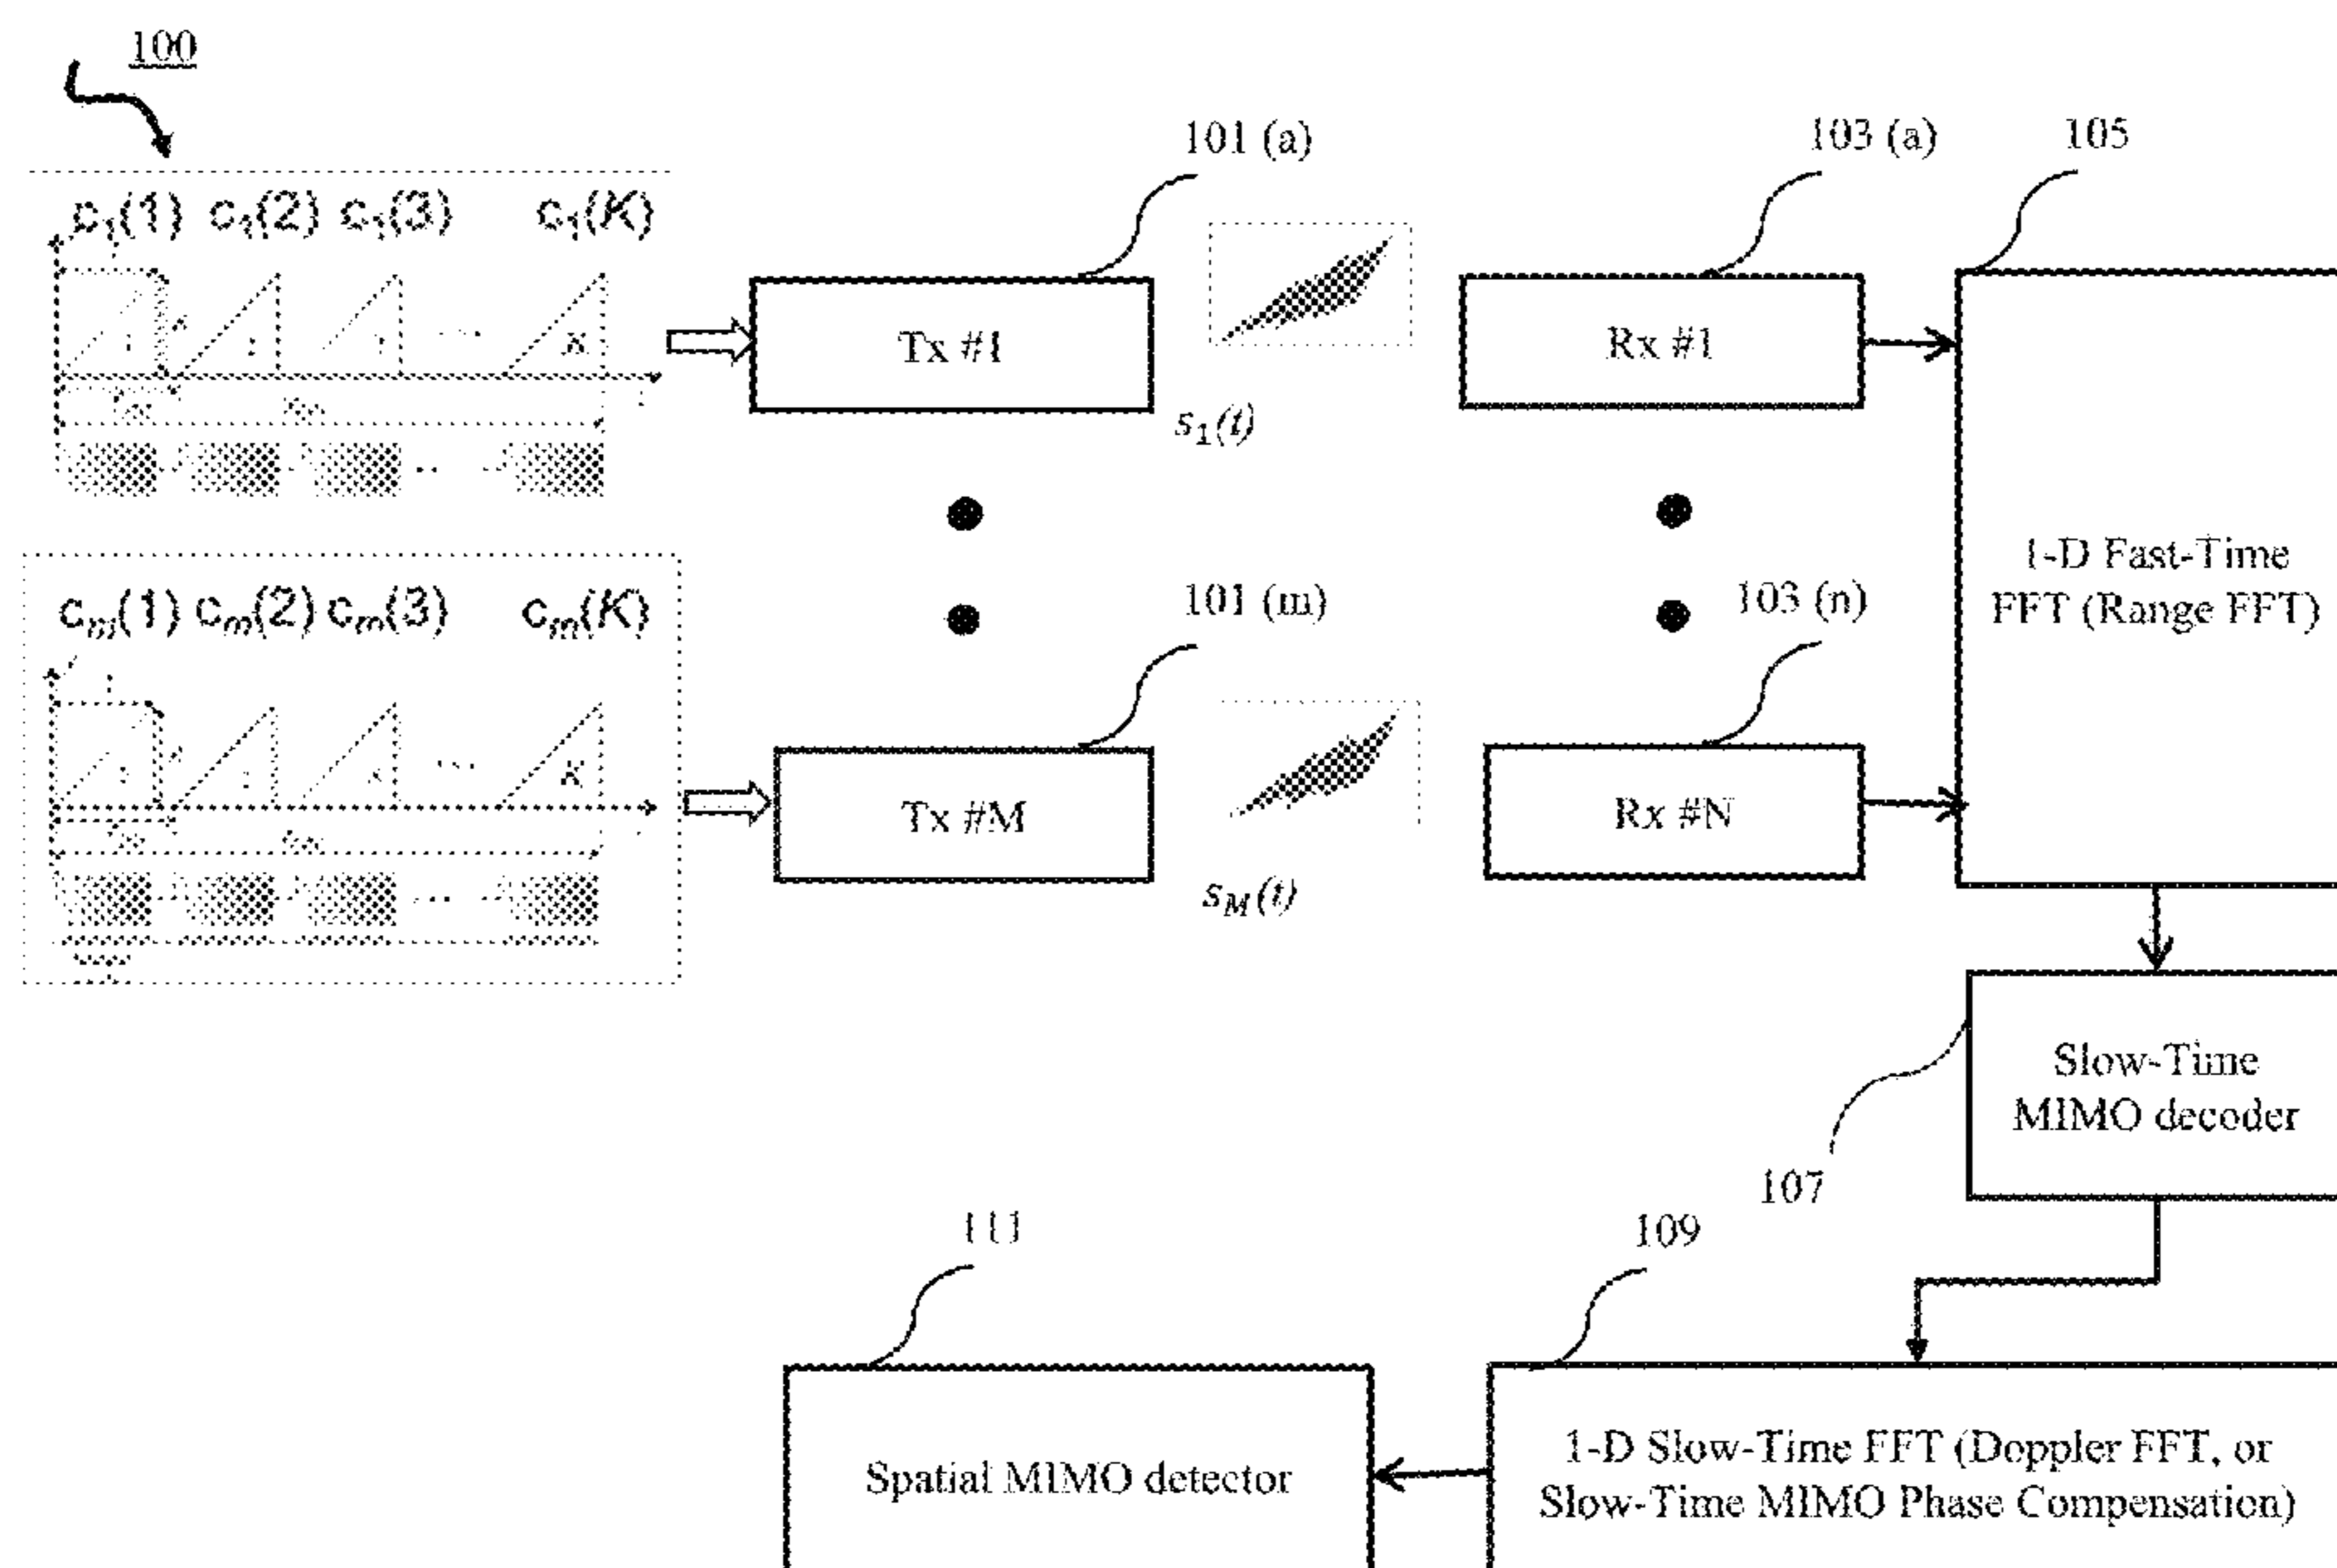 100
101 (a)
103 (a)
105
c₁(1) c₁(2) c₁(3) c₁(K)
K
Tx #1
Rx #1
s₁(t)
1-D Fast-Time
FFT (Range FFT)
101 (m)
103 (n)
cₘ(1) cₘ(2) cₘ(3) cₘ(K)
K
Tx #M
Rx #N
s_M(t)
Slow-Time
MIMO decoder
107
109
111
1-D Slow-Time FFT (Doppler FFT, or
Slow-Time MIMO Phase Compensation)
Spatial MIMO detector